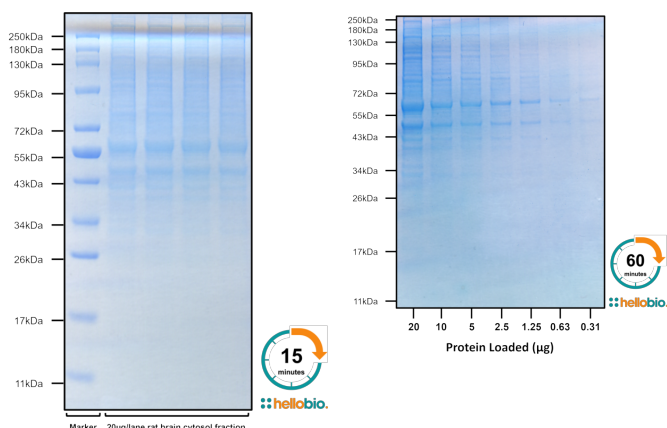 250kDa
180kDa
130kDa
95kDa
72kDa
55kDa
43kDa
34kDa
26kDa
17kDa
11kDa
Marker 20µg/lane rat brain cytosol fraction
15
minutes
hellobio.
250kDa
180kDa
130kDa
95kDa
72kDa
55kDa
43kDa
34kDa
26kDa
17kDa
11kDa
20 10 5 2.5 1.25 0.63 0.31
Protein Loaded (µg)
60
minutes
hellobio.